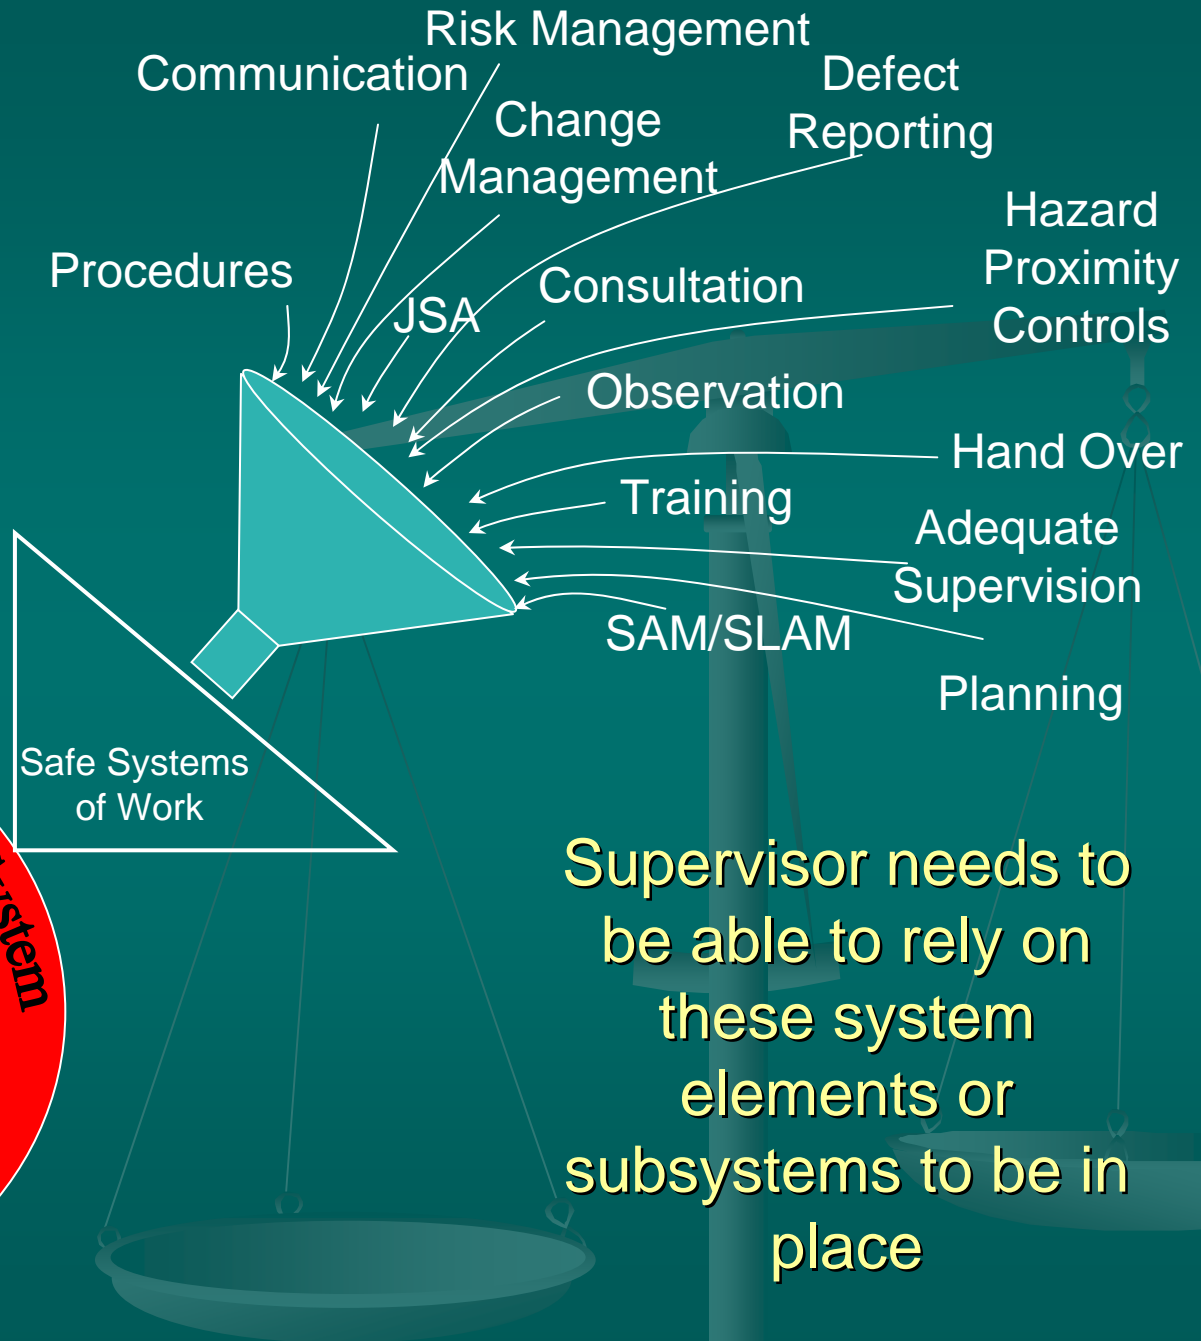 Risk Management
Communication
Defect
Reporting
Change
Management
Hazard
Proximity
Controls
Procedures
Consultation
JSA
Observation
Hand Over
Training
Adequate
Supervision
SAM/SLAM
Planning
Safe Systems
of Work
Supervisor needs to
be able to rely on
these system
elements or
subsystems to be in
place